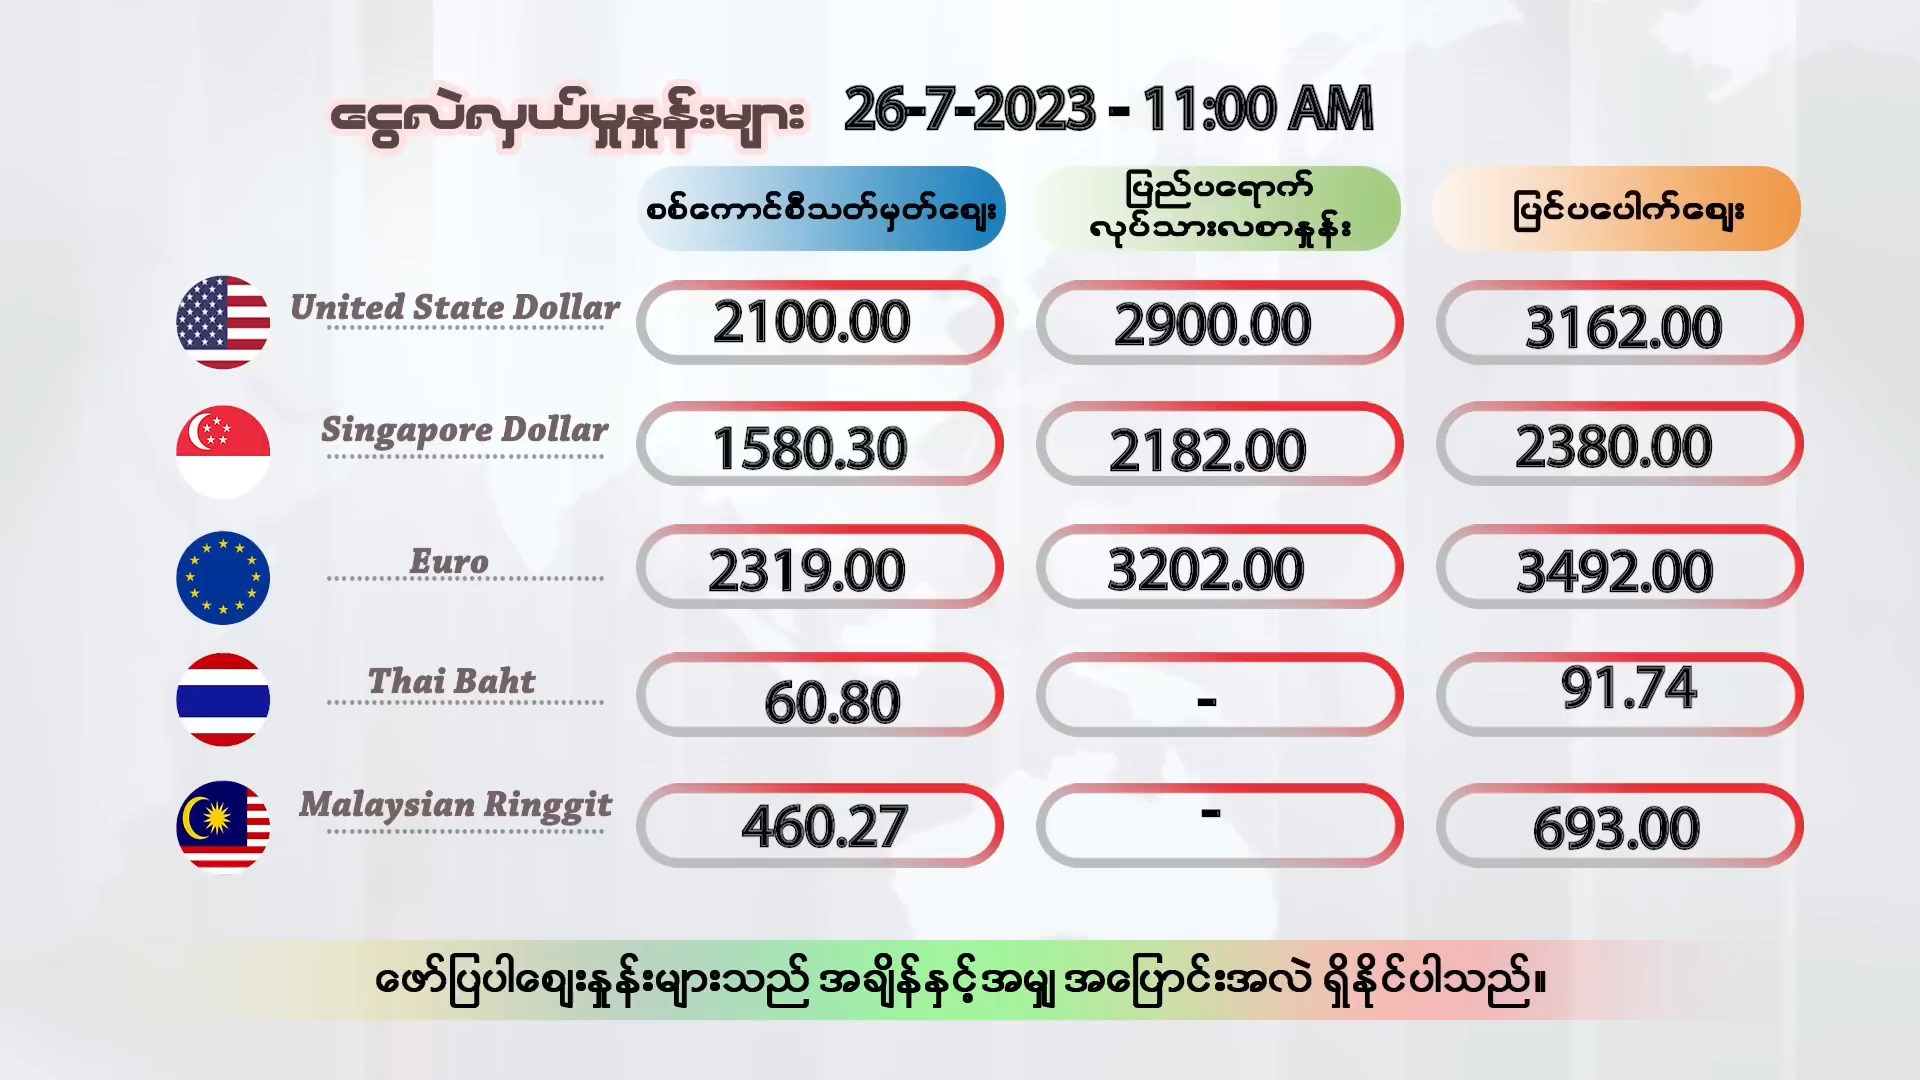 ငွေလဲလှယ်မှုနှုန်းများ 26-7-2023 - 11:00 AM
စစ်ကောင်စီသတ်မှတ်ဈေး
ပြည်ပရောက်
လုပ်သားလစာနှုန်း
ပြင်ပပေါက်ဈေး
United State Dollar 2100.00 2900.00 3162.00
Singapore Dollar 1580.30 2182.00 2380.00
Euro 2319.00 3202.00 3492.00
Thai Baht 60.80 - 91.74
Malaysian Ringgit 460.27 - 693.00
ဖော်ပြပါဈေးနှုန်းများသည် အချိန်နှင့်အမျှ အပြောင်းအလဲ ရှိနိုင်ပါသည်။